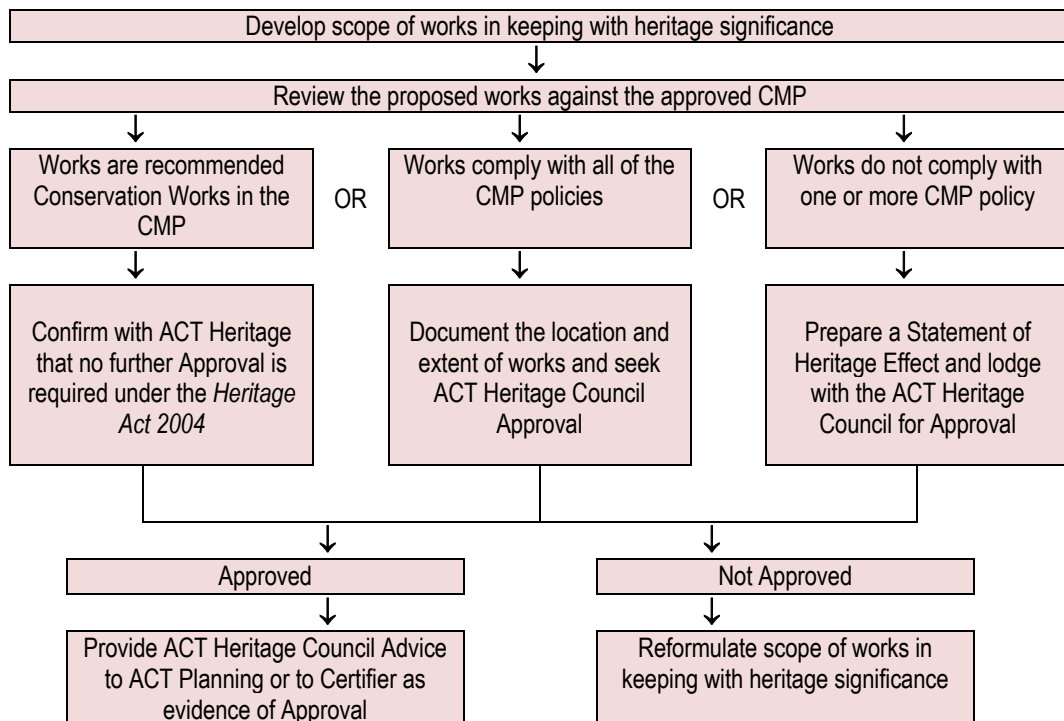 Develop scope of works in keeping with heritage significance
Review the proposed works against the approved CMP
Works are recommended
Conservation Works in the
CMP
OR
Works comply with all of the
CMP policies
OR
Works do not comply with
one or more CMP policy
Confirm with ACT Heritage
that no further Approval is
required under the Heritage
Act 2004
Document the location and
extent of works and seek
ACT Heritage Council
Approval
Prepare a Statement of
Heritage Effect and lodge
with the ACT Heritage
Council for Approval
Approved
Not Approved
Provide ACT Heritage Council Advice
to ACT Planning or to Certifier as
evidence of Approval
Reformulate scope of works in
keeping with heritage significance